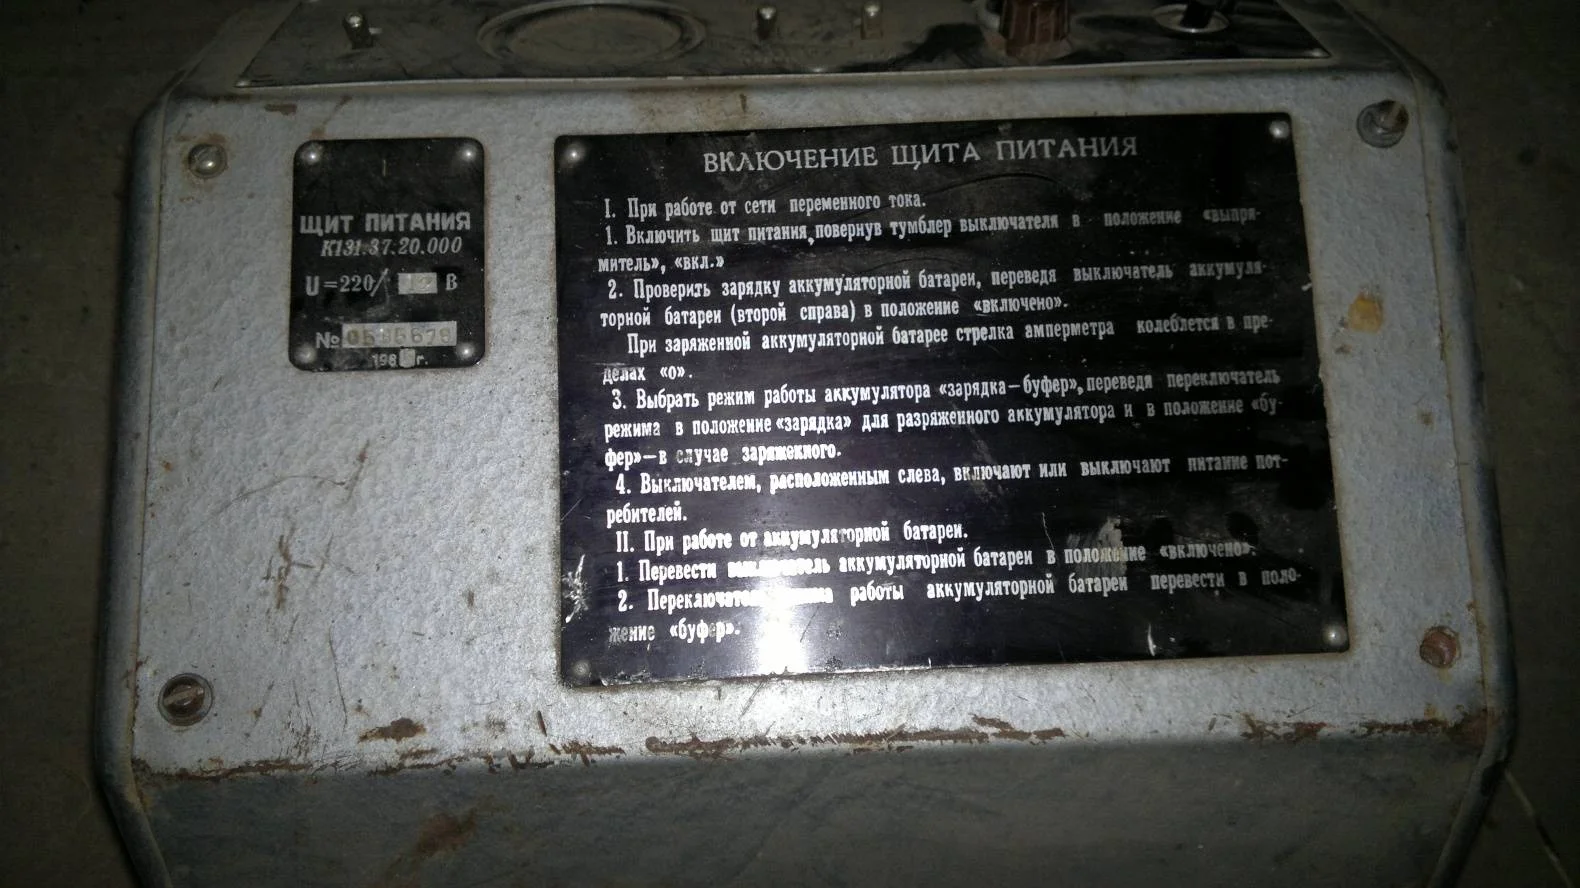 ЩИТ ПИТАНИЯ
К131.37.20.000
U=220/12 В
№
198 г.
ВКЛЮЧЕНИЕ ЩИТА ПИТАНИЯ
I. При работе от сети переменного тока.
1. Включить щит питания, повернув тумблер выключателя в положение «выпря-
митель», «вкл.»
2. Проверить зарядку аккумуляторной батареи, переведя выключатель аккумуля-
торной батареи (второй справа) в положение «включено».
При заряженной аккумуляторной батарее стрелка амперметра колеблется в пре-
делах «о».
3. Выбрать режим работы аккумулятора «зарядка—буфер», переведя переключатель
режима в положение «зарядка» для разряженного аккумулятора и в положение «бу-
фер»—в случае заряженного.
4. Выключателем, расположенным слева, включают или выключают питание пот-
ребителей.
II. При работе от аккумуляторной батареи.
1. Перевести выключатель аккумуляторной батареи в положение «включено».
2. Переключатель режима работы аккумуляторной батареи перевести в поло-
жение «буфер».